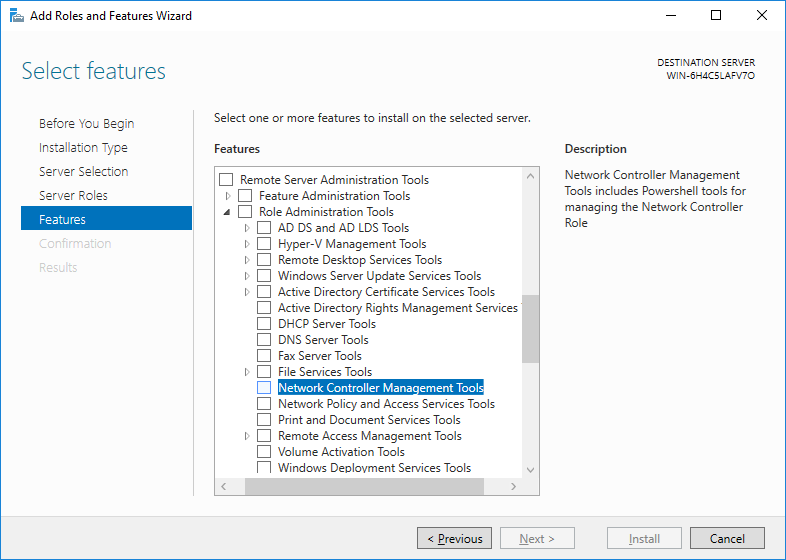 Add Roles and Features Wizard
Select features
DESTINATION SERVER
WIN-6H4C5LAFV7O
Before You Begin
Installation Type
Server Selection
Server Roles
Features
Confirmation
Results
Select one or more features to install on the selected server.
Features
Remote Server Administration Tools
Feature Administration Tools
Role Administration Tools
AD DS and AD LDS Tools
Hyper-V Management Tools
Remote Desktop Services Tools
Windows Server Update Services Tools
Active Directory Certificate Services Tools
Active Directory Rights Management Services
DHCP Server Tools
DNS Server Tools
Fax Server Tools
File Services Tools
Network Controller Management Tools
Network Policy and Access Services Tools
Print and Document Services Tools
Remote Access Management Tools
Volume Activation Tools
Windows Deployment Services Tools
Description
Network Controller Management
Tools includes Powershell tools for
managing the Network Controller
Role
< Previous
Next >
Install
Cancel